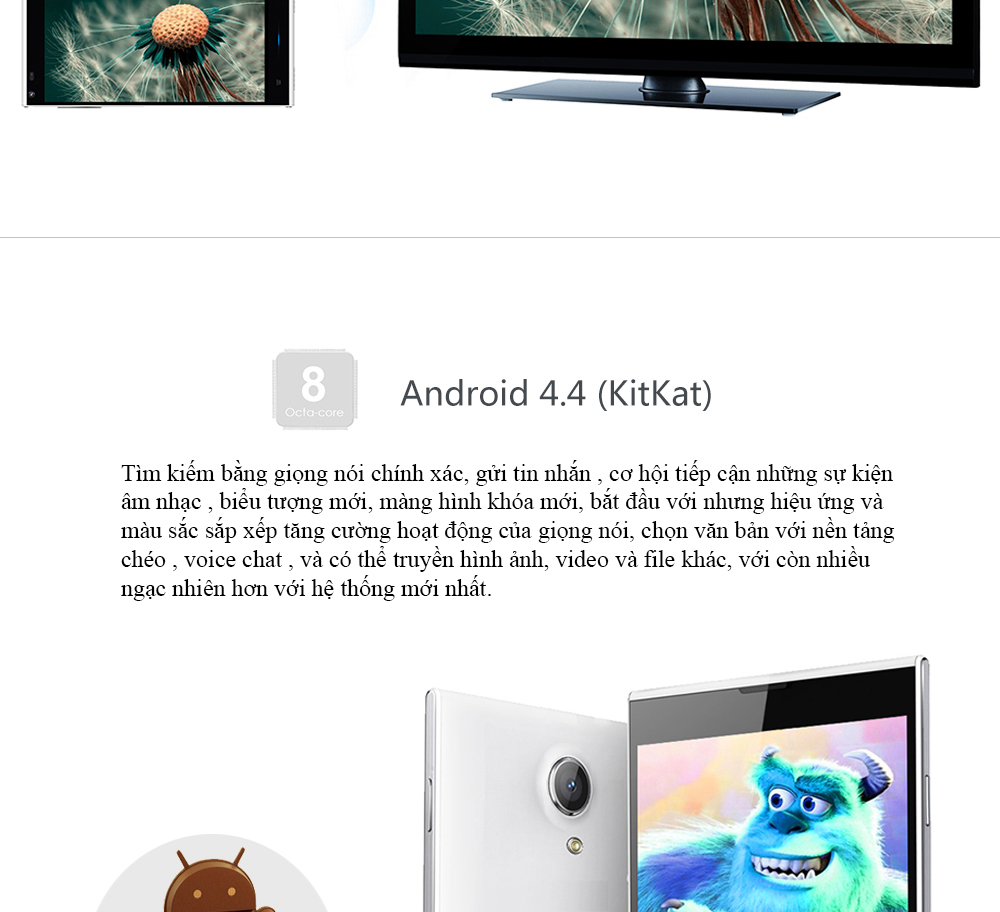 8
Octa-core
Android 4.4 (KitKat)
Tìm kiếm bằng giọng nói chính xác, gửi tin nhắn , cơ hội tiếp cận những sự kiện
âm nhạc , biểu tượng mới, màng hình khóa mới, bắt đầu với nhưng hiệu ứng và
màu sắc sắp xếp tăng cường hoạt động của giọng nói, chọn văn bản với nền tảng
chéo , voice chat , và có thể truyền hình ảnh, video và file khác, với còn nhiều
ngạc nhiên hơn với hệ thống mới nhất.